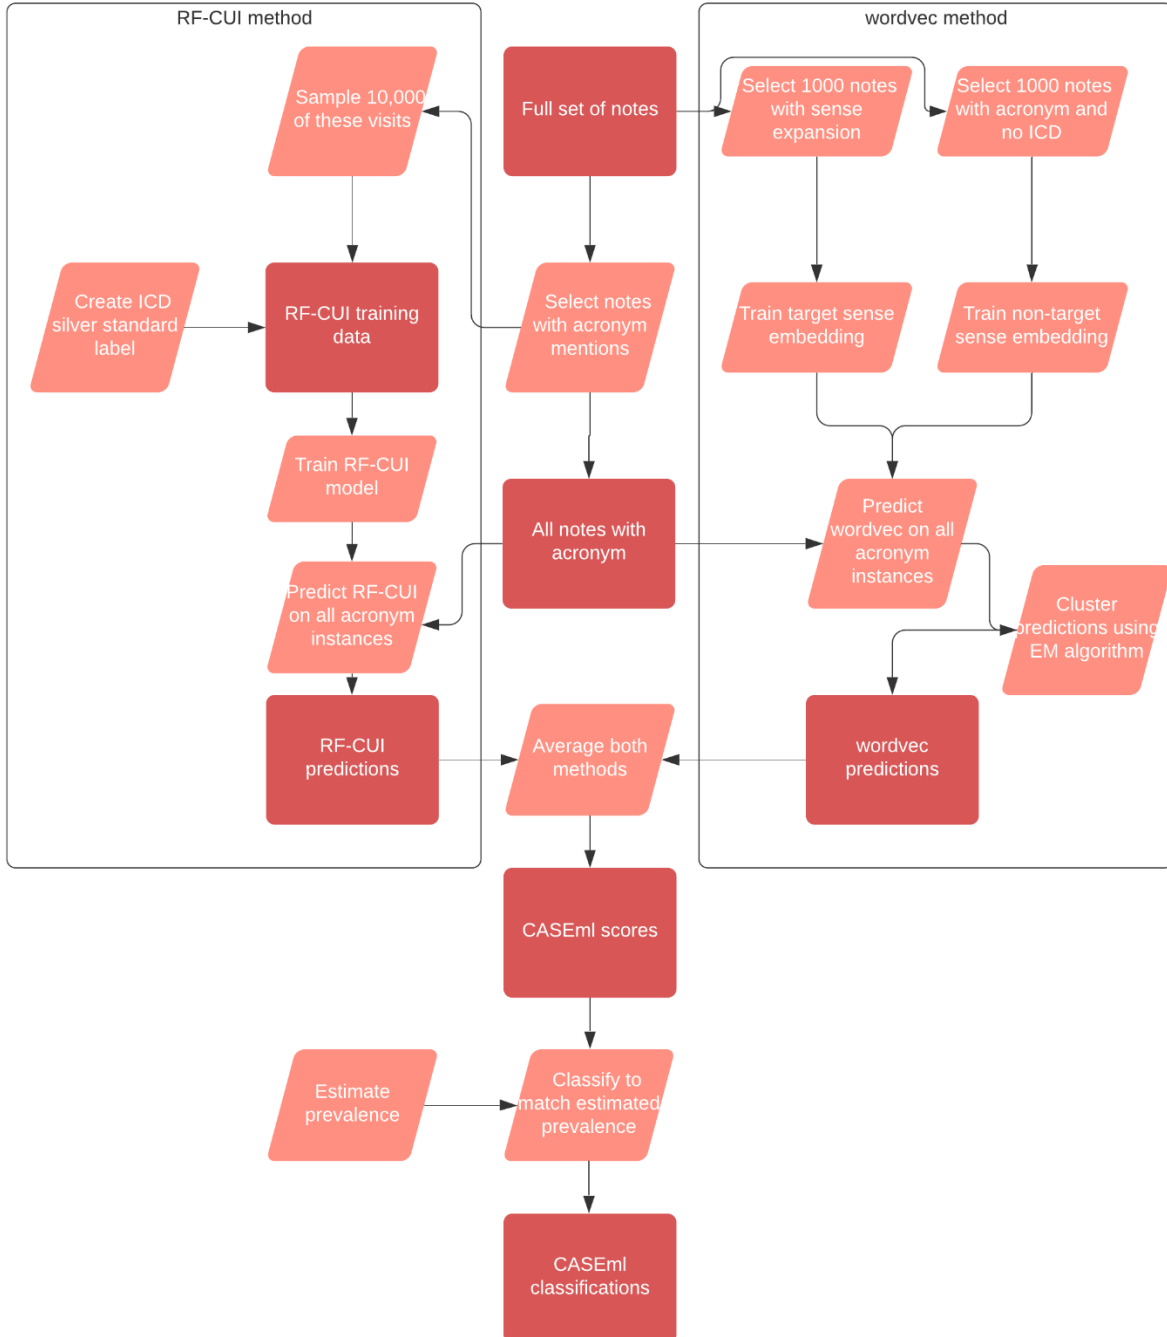 RF-CUI method
wordvec method
Sample 10,000
of these visits
Full set of notes
Select 1000 notes
with sense
expansion
Select 1000 notes
with acronym and
no ICD
Create ICD
silver standard
label
RF-CUI training
data
Select notes
with acronym
mentions
Train target sense
embedding
Train non-target
sense embedding
Train RF-CUI
model
All notes with
acronym
Predict
wordvec on all
acronym
instances
Predict RF-CUI
on all acronym
instances
Cluster
predictions using
EM algorithm
RF-CUI
predictions
Average both
methods
wordvec
predictions
CASEml scores
Estimate
prevalence
Classify to
match estimated
prevalence
CASEml
classifications